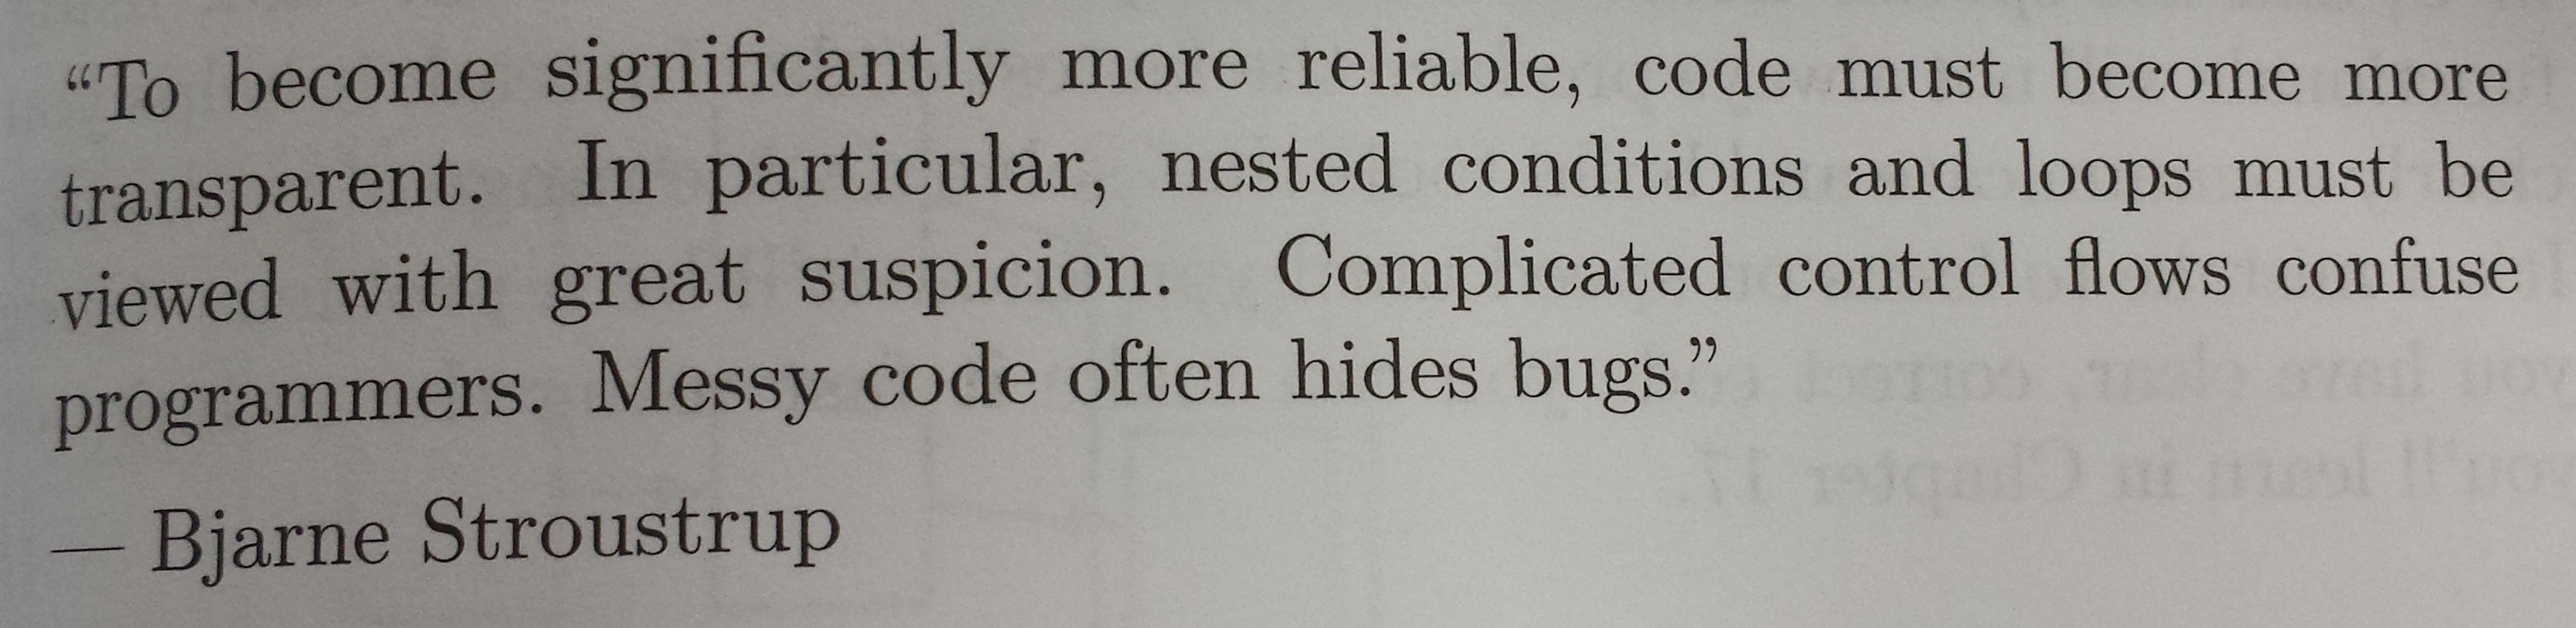 “To become significantly more reliable, code must become more
transparent. In particular, nested conditions and loops must be
viewed with great suspicion. Complicated control flows confuse
programmers. Messy code often hides bugs.”
— Bjarne Stroustrup